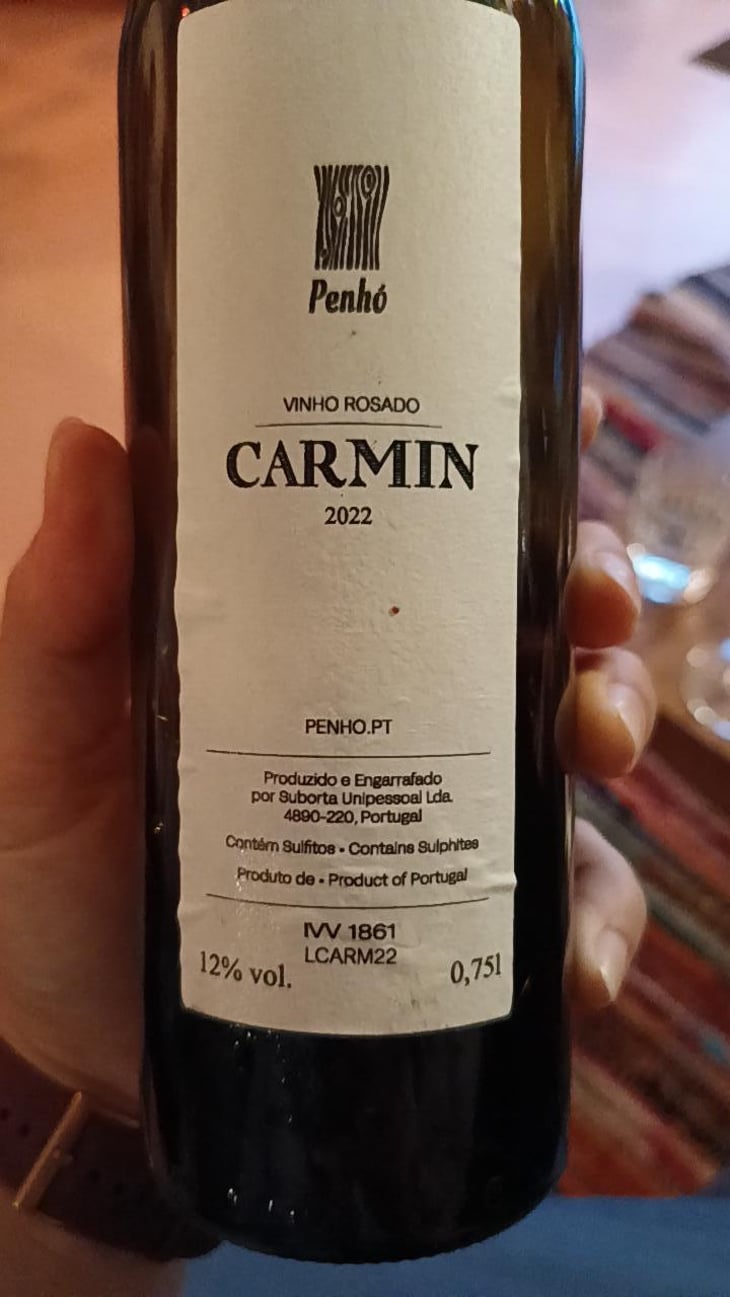 Penhó
VINHO ROSADO
CARMIN
2022
PENHO.PT
Produzido e Engarrafado
por Suborta Unipessoal Lda.
4890-220, Portugal
Contém Sulfitos • Contains Sulphites
Produto de • Product of Portugal
IVV 1861
LCARM22
12% vol.
0,75l